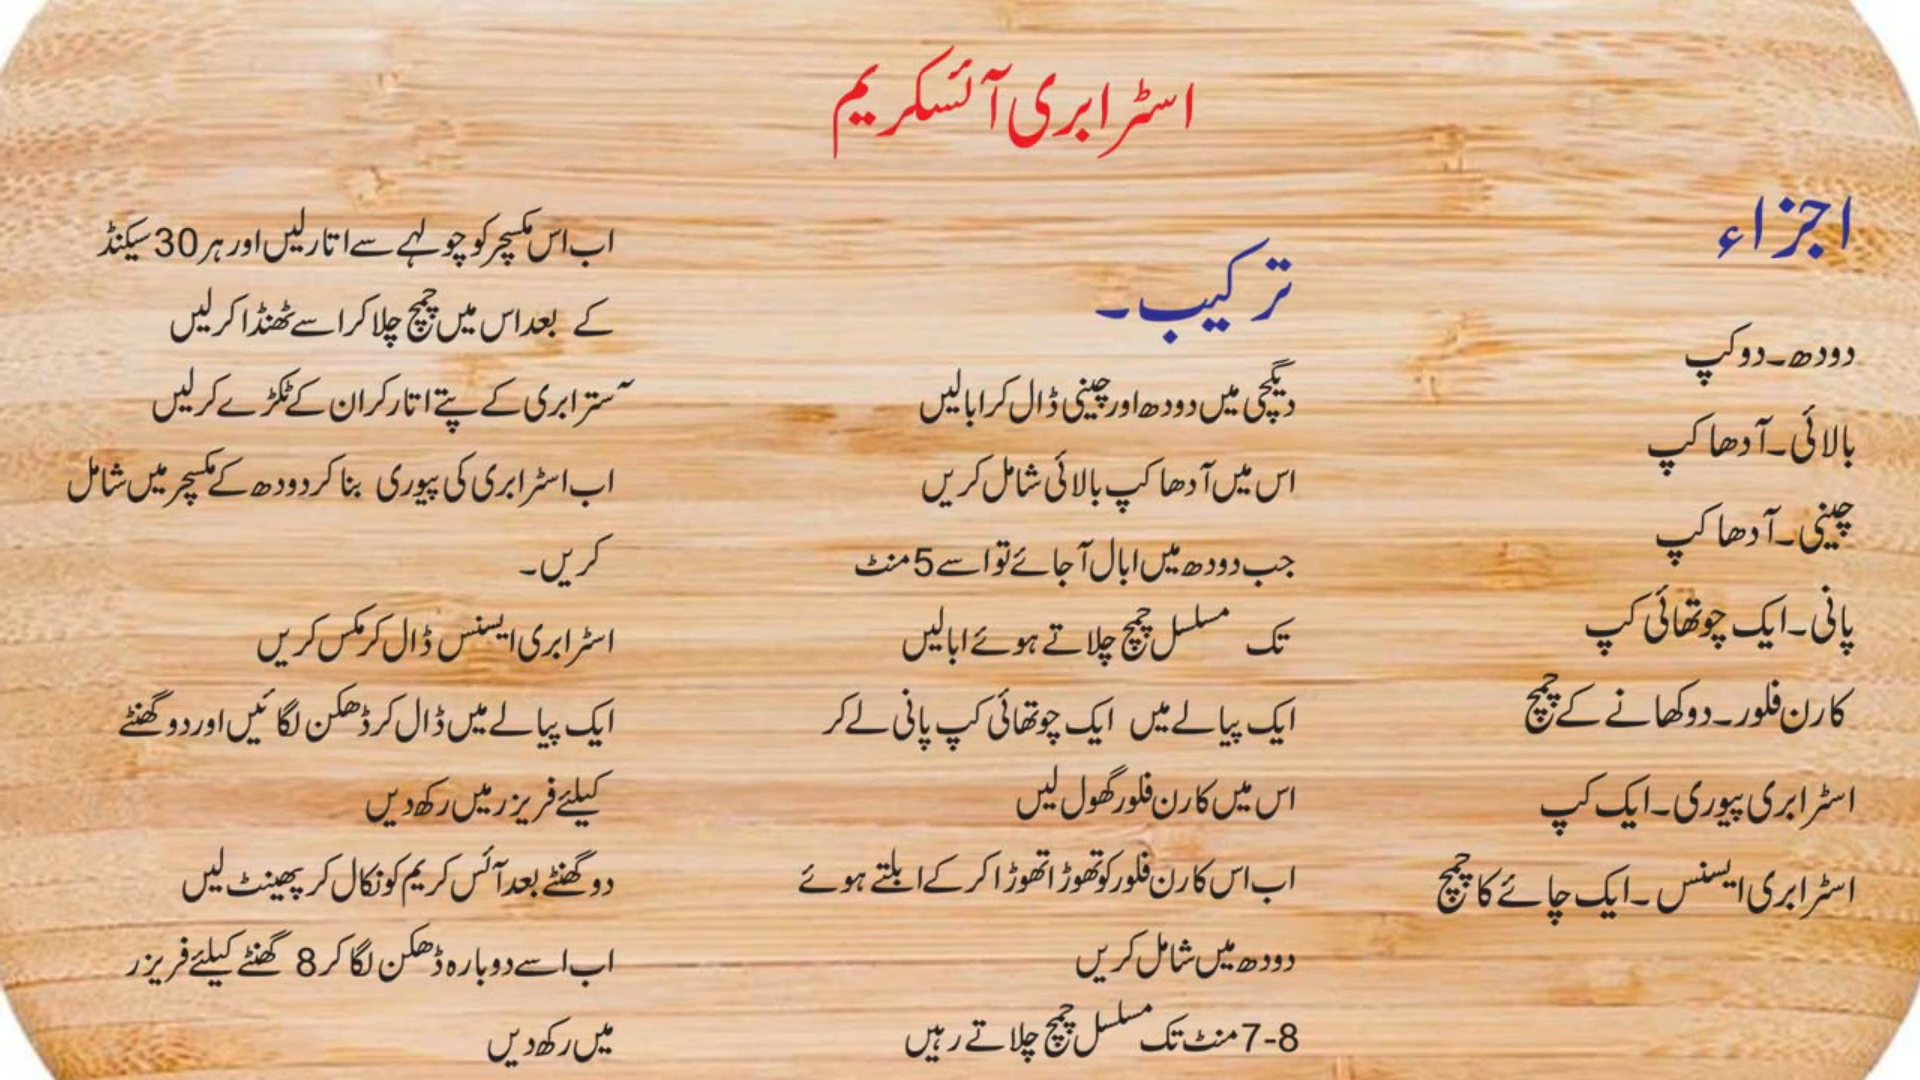 اسٹرابری آئسکریم
اجزاء
دودھ۔دو کپ
بالائی۔آدھا کپ
چینی۔آدھا کپ
پانی۔ایک چوتھائی کپ
کارن فلور۔دو کھانے کے چمچ
اسٹرابری پیوری۔ایک کپ
اسٹرابری ایسنس ۔ایک چائے کا چمچ
ترکیب۔
دیگچی میں دودھ اور چینی ڈال کر ابالیں
اس میں آدھا کپ بالائی شامل کریں
جب دودھ میں ابال آ جائے تو اسے 5 منٹ
تک مسلسل چمچ چلاتے ہوئے ابالیں
ایک پیالے میں ایک چوتھائی کپ پانی لے کر
اس میں کارن فلور گھول لیں
اب اس کارن فلور کو تھوڑا تھوڑا کر کے ابلتے ہوئے
دودھ میں شامل کریں
7-8 منٹ تک مسلسل چمچ چلاتے رہیں
اب اس مکسچر کو چولہے سے اتار لیں اور ہر 30 سیکنڈ
کے بعد اس میں چمچ چلا کر اسے ٹھنڈا کر لیں
سٓترابری کے پتے اتار کر ان کے ٹکڑے کر لیں
اب اسٹرابری کی پیوری بنا کر دودھ کے مکسچر میں شامل
کریں۔
اسٹرابری ایسنس ڈال کر مکس کریں
ایک پیالے میں ڈال کر ڈھکن لگائیں اور دو گھنٹے
کیلئے فریزر میں رکھ دیں
دو گھنٹے بعد آئس کریم کو نکال کر پھینٹ لیں
اب اسے دوبارہ ڈھکن لگا کر 8 گھنٹے کیلئے فریزر
میں رکھ دیں